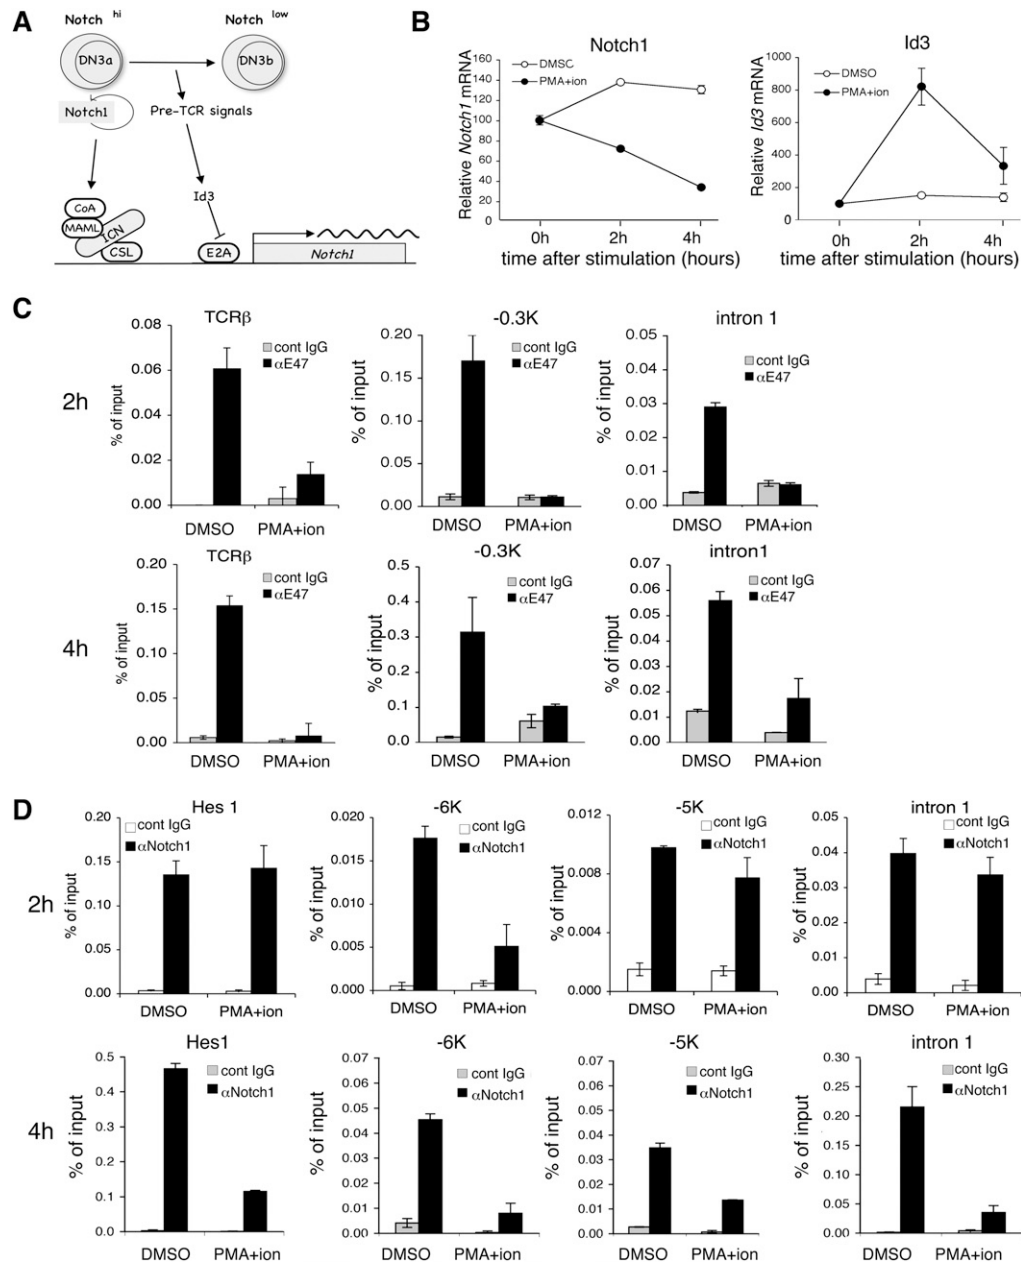 A
Notch hi
Notch low
DN3a
DN3b
Notch1
Pre-TCR signals
Id3
CoA
MAML
ICN
CSL
E2A
Notch1
B
Notch1
Relative Notch1 mRNA
160
140
120
100
80
60
40
20
0
DMSC
PMA+ion
0h 2h 4h
time after stimulation (hours)
Id3
Relative Id3 mRNA
1000
800
600
400
200
0
DMSO
PMA+ion
0h 2h 4h
time after stimulation (hours)
C
2h
TCRβ
% of input
0.08
0.06
0.04
0.02
0.00
cont IgG
αE47
DMSO PMA+ion
-0.3K
% of input
0.20
0.15
0.10
0.05
0.00
cont IgG
αE47
DMSO PMA+ion
intron 1
% of input
0.05
0.04
0.03
0.02
0.01
0.00
cont IgG
αE47
DMSO PMA+ion
4h
TCRβ
% of input
0.20
0.15
0.10
0.05
0.00
cont IgG
αE47
DMSO PMA+ion
-0.3K
% of input
0.5
0.4
0.3
0.2
0.1
0.0
cont IgG
αE47
DMSO PMA+ion
intron1
% of input
0.07
0.06
0.05
0.04
0.03
0.02
0.01
0.00
cont IgG
αE47
DMSO PMA+ion
D
2h
Hes 1
% of input
0.20
0.15
0.10
0.05
0.00
cont IgG
αNotch1
DMSO PMA+ion
-6K
% of input
0.020
0.015
0.010
0.005
0.000
cont IgG
αNotch1
DMSO PMA+ion
-5K
% of input
0.012
0.008
0.004
0.000
cont IgG
αNotch1
DMSO PMA+ion
intron 1
% of input
0.05
0.04
0.03
0.02
0.01
0.00
cont IgG
αNotch1
DMSO PMA+ion
4h
Hes1
% of input
0.5
0.4
0.3
0.2
0.1
0.0
cont IgG
αNotch1
DMSO PMA+ion
-6K
% of input
0.07
0.06
0.05
0.04
0.03
0.02
0.01
0.00
cont IgG
αNotch1
DMSO PMA+ion
-5K
% of input
0.07
0.06
0.05
0.04
0.03
0.02
0.01
0.00
cont IgG
αNotch1
DMSO PMA+ion
intron 1
% of input
0.30
0.25
0.20
0.15
0.10
0.05
0.00
cont IgG
αNotch1
DMSO PMA+ion